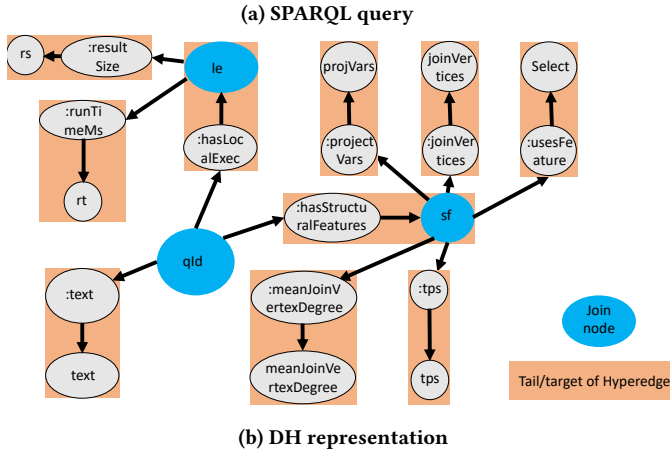 (a) SPARQL query
rs
:result
Size
le
projVars
joinVer
tices
Select
:runTi
meMs
:hasLoc
alExec
:project
Vars
:joinVer
tices
:usesFe
ature
rt
:hasStructu
ralFeatures
sf
qId
:text
:meanJoinV
ertexDegree
:tps
Join
node
text
meanJoinVe
rtexDegree
tps
Tail/target of Hyperedge
(b) DH representation